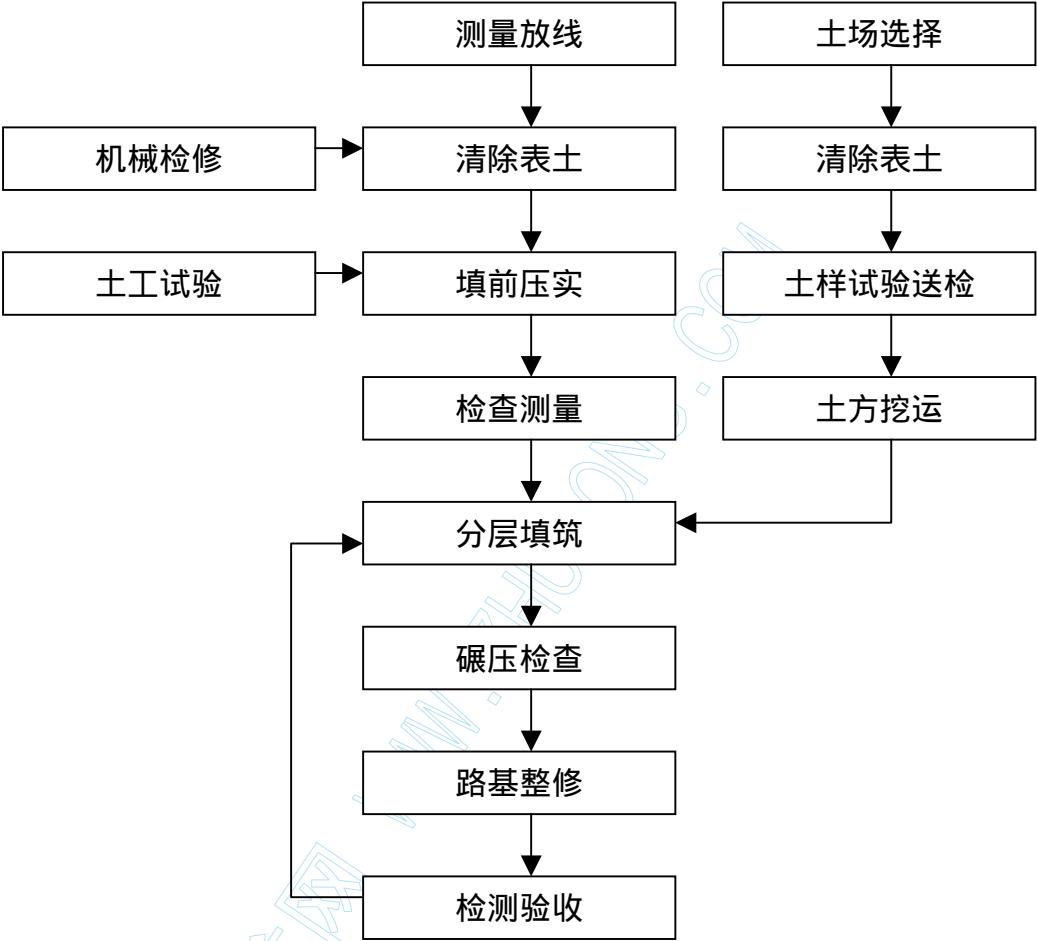 测量放线
土场选择
机械检修
清除表土
清除表土
土工试验
填前压实
土样试验送检
检查测量
土方挖运
分层填筑
碾压检查
路基整修
检测验收